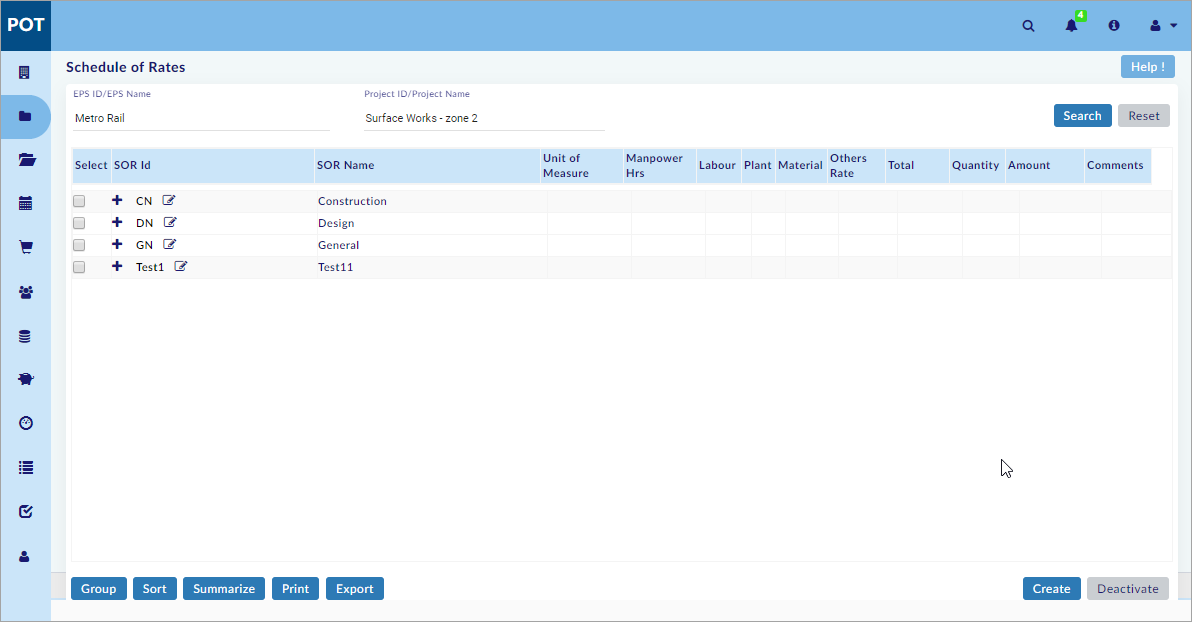 POT
4
Schedule of Rates
Help !
EPS ID/EPS Name
Project ID/Project Name
Metro Rail
Surface Works - zone 2
Search
Reset
Select
SOR Id
SOR Name
Unit of
Measure
Manpower
Hrs
Labour
Plant
Material
Others
Rate
Total
Quantity
Amount
Comments
CN
Construction
DN
Design
GN
General
Test1
Test11
Group
Sort
Summarize
Print
Export
Create
Deactivate